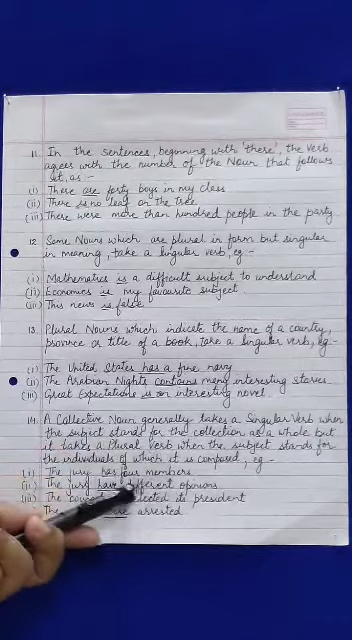 11. In the sentences, beginning with 'there', the verb
agrees with the number of the Noun that follows
it, as :-
(i) There are forty boys in my class
(ii) There is no leaf on the tree
(iii) There were more than hundred people in the party
12. Some Nouns which are plural in form but singular
in meaning, take a singular verb, eg:-
(i) Mathematics is a difficult subject to understand
(ii) Economics is my favourite subject
(iii) This news is false
13. Plural Nouns which indicate the name of a country,
province or title of a book, take a singular verb, eg:-
(i) The United States has a fine navy
(ii) The Arabian Nights contains many interesting stories.
(iii) Great Expectations is an interesting novel.
14. A Collective Noun generally takes a Singular Verb when
the subject stands for the collection as a whole but
it takes a Plural Verb when the subject stands for
the individuals of which it is composed, eg :-
(i) The jury has four members
(ii) The jury have different opinions
(iii) The its president
The arrested